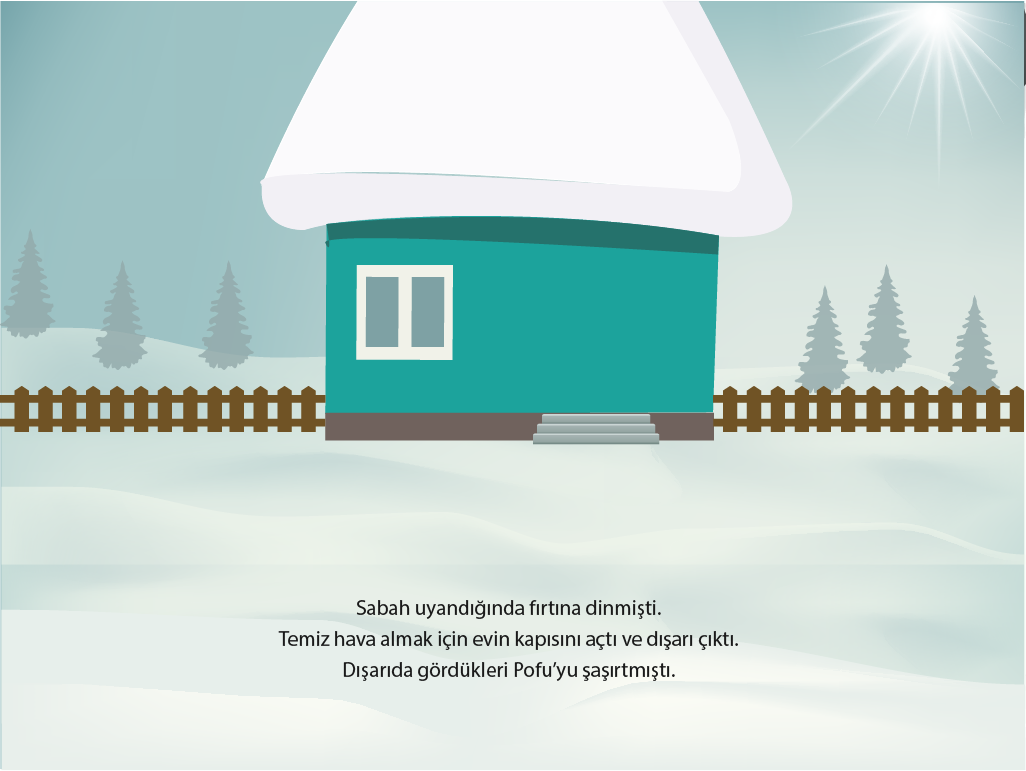 Sabah uyandığında fırtına dinmişti.
Temiz hava almak için evin kapısını açtı ve dışarı çıktı.
Dışarıda gördükleri Pofu’yu şaşırtmıştı.